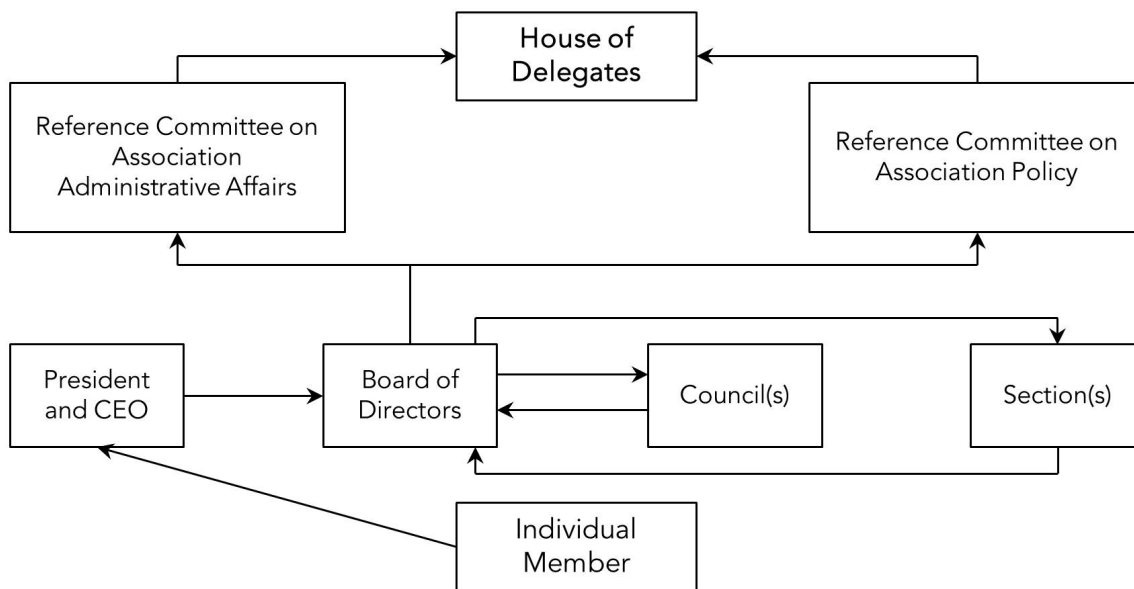 House of
Delegates
Reference Committee on
Association
Administrative Affairs
Reference Committee on
Association Policy
President
and CEO
Board of
Directors
Council(s)
Section(s)
Individual
Member